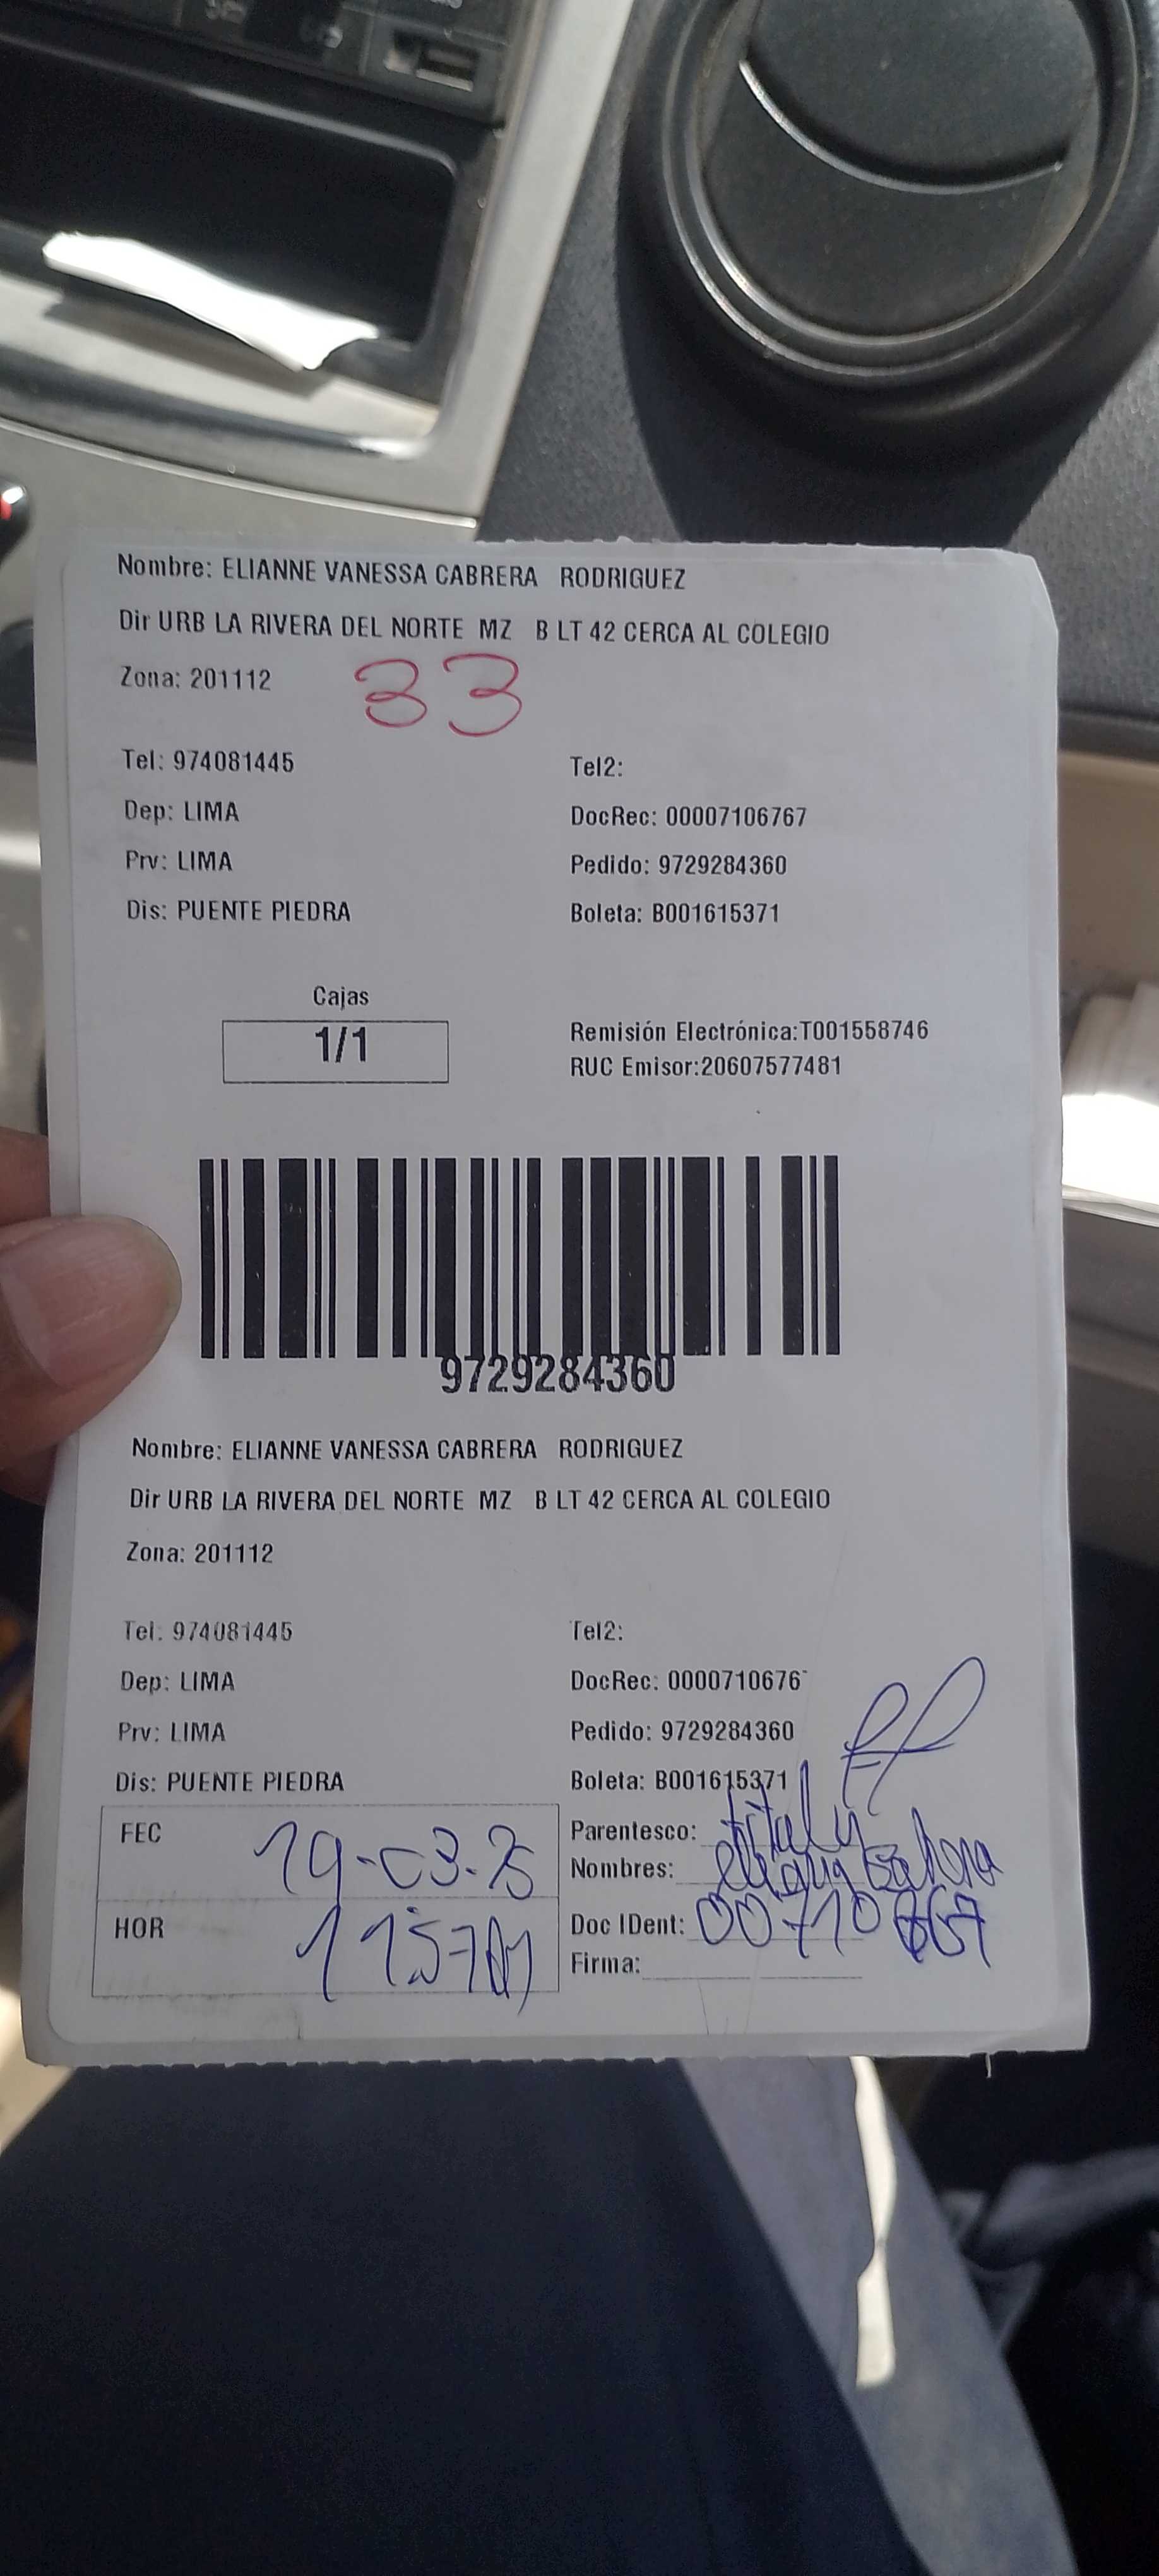 Nombre: ELIANNE VANESSA CABRERA RODRIGUEZ
Dir URB LA RIVERA DEL NORTE MZ B LT 42 CERCA AL COLEGIO
Zona: 201112
33
Tel: 974081445 Tel2:
Dep: LIMA DocRec: 00007106767
Prv: LIMA Pedido: 9729284360
Dis: PUENTE PIEDRA Boleta: B001615371
Cajas
1/1
Remisión Electrónica:T001558746
RUC Emisor:20607577481
9729284360
Nombre: ELIANNE VANESSA CABRERA RODRIGUEZ
Dir URB LA RIVERA DEL NORTE MZ B LT 42 CERCA AL COLEGIO
Zona: 201112
Tel: 974081445 Tel2:
Dep: LIMA DocRec: 0000710676
Prv: LIMA Pedido: 9729284360
Dis: PUENTE PIEDRA Boleta: B001615371
FEC 19-03-25 Parentesco: titaly
Nombres:
HOR Doc IDent:
Firma: